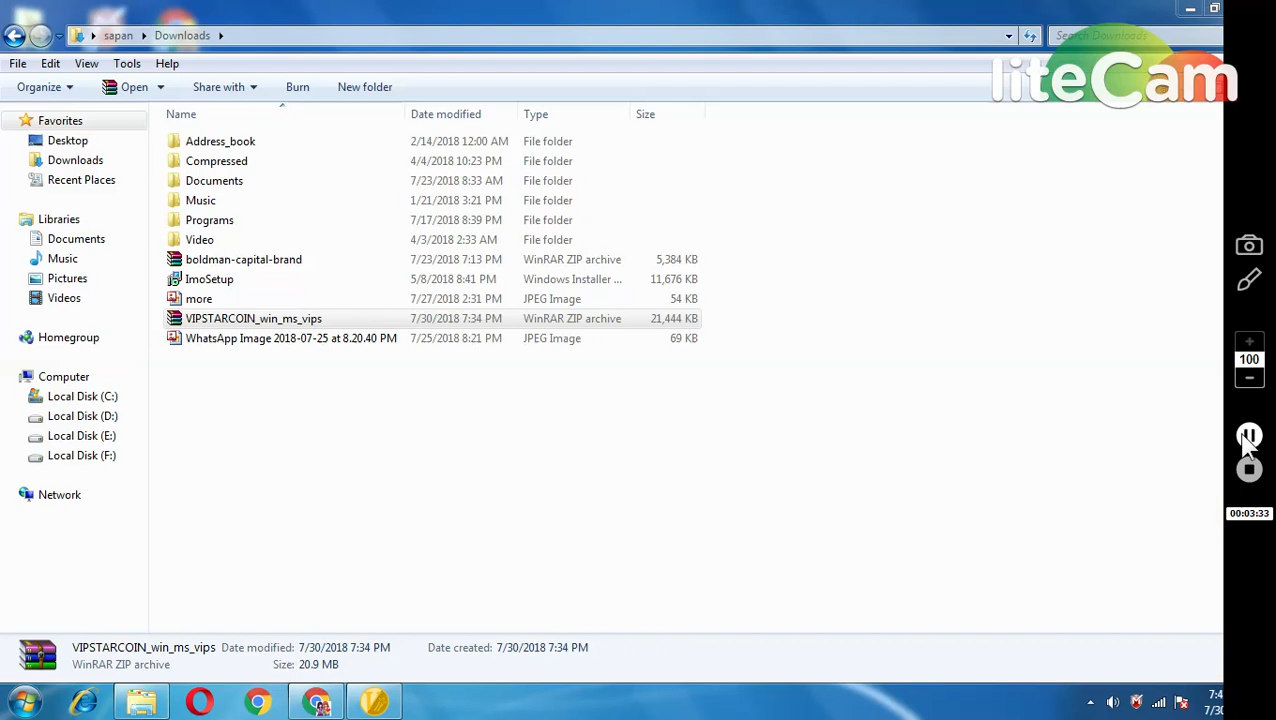 sapan Downloads Search Downloads
liteCam
File Edit View Tools Help
Organize Open Share with Burn New folder
Name Date modified Type Size
Favorites
Desktop
Downloads
Recent Places
Libraries
Documents
Music
Pictures
Videos
Homegroup
Computer
Local Disk (C:)
Local Disk (D:)
Local Disk (E:)
Local Disk (F:)
Network
Address_book 2/14/2018 12:00 AM File folder
Compressed 4/4/2018 10:23 PM File folder
Documents 7/23/2018 8:33 AM File folder
Music 1/21/2018 3:21 PM File folder
Programs 7/17/2018 8:39 PM File folder
Video 4/3/2018 2:33 AM File folder
boldman-capital-brand 7/23/2018 7:13 PM WinRAR ZIP archive 5,384 KB
ImoSetup 5/8/2018 8:41 PM Windows Installer ... 11,676 KB
more 7/27/2018 2:31 PM JPEG Image 54 KB
VIPSTARCOIN_win_ms_vips 7/30/2018 7:34 PM WinRAR ZIP archive 21,444 KB
WhatsApp Image 2018-07-25 at 8.20.40 PM 7/25/2018 8:21 PM JPEG Image 69 KB
100
00:03:33
VIPSTARCOIN_win_ms_vips Date modified: 7/30/2018 7:34 PM Date created: 7/30/2018 7:34 PM
WinRAR ZIP archive Size: 20.9 MB
7:4
7/30